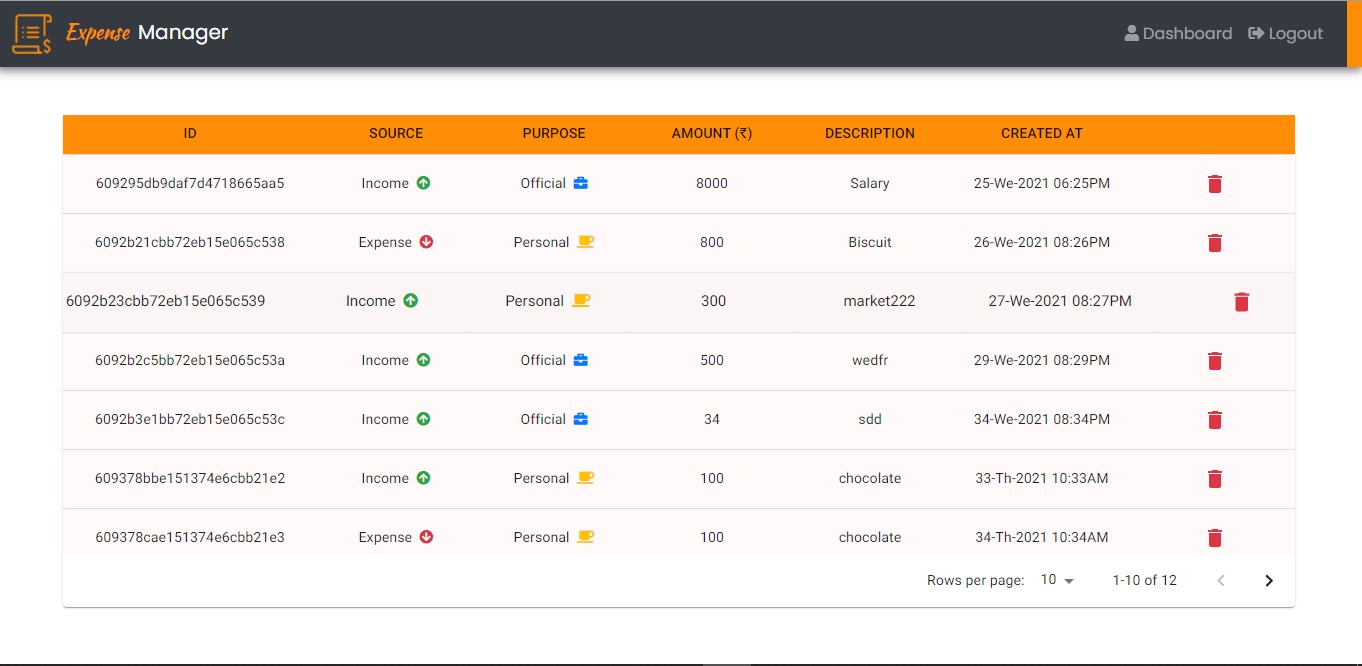 Expense Manager Dashboard Logout
ID SOURCE PURPOSE AMOUNT (₹) DESCRIPTION CREATED AT
609295db9daf7d4718665aa5 Income Official 8000 Salary 25-We-2021 06:25PM
6092b21cbb72eb15e065c538 Expense Personal 800 Biscuit 26-We-2021 08:26PM
6092b23cbb72eb15e065c539 Income Personal 300 market222 27-We-2021 08:27PM
6092b2c5bb72eb15e065c53a Income Official 500 wedfr 29-We-2021 08:29PM
6092b3e1bb72eb15e065c53c Income Official 34 sdd 34-We-2021 08:34PM
609378bbe151374e6cbb21e2 Income Personal 100 chocolate 33-Th-2021 10:33AM
609378cae151374e6cbb21e3 Expense Personal 100 chocolate 34-Th-2021 10:34AM
Rows per page: 10 1-10 of 12